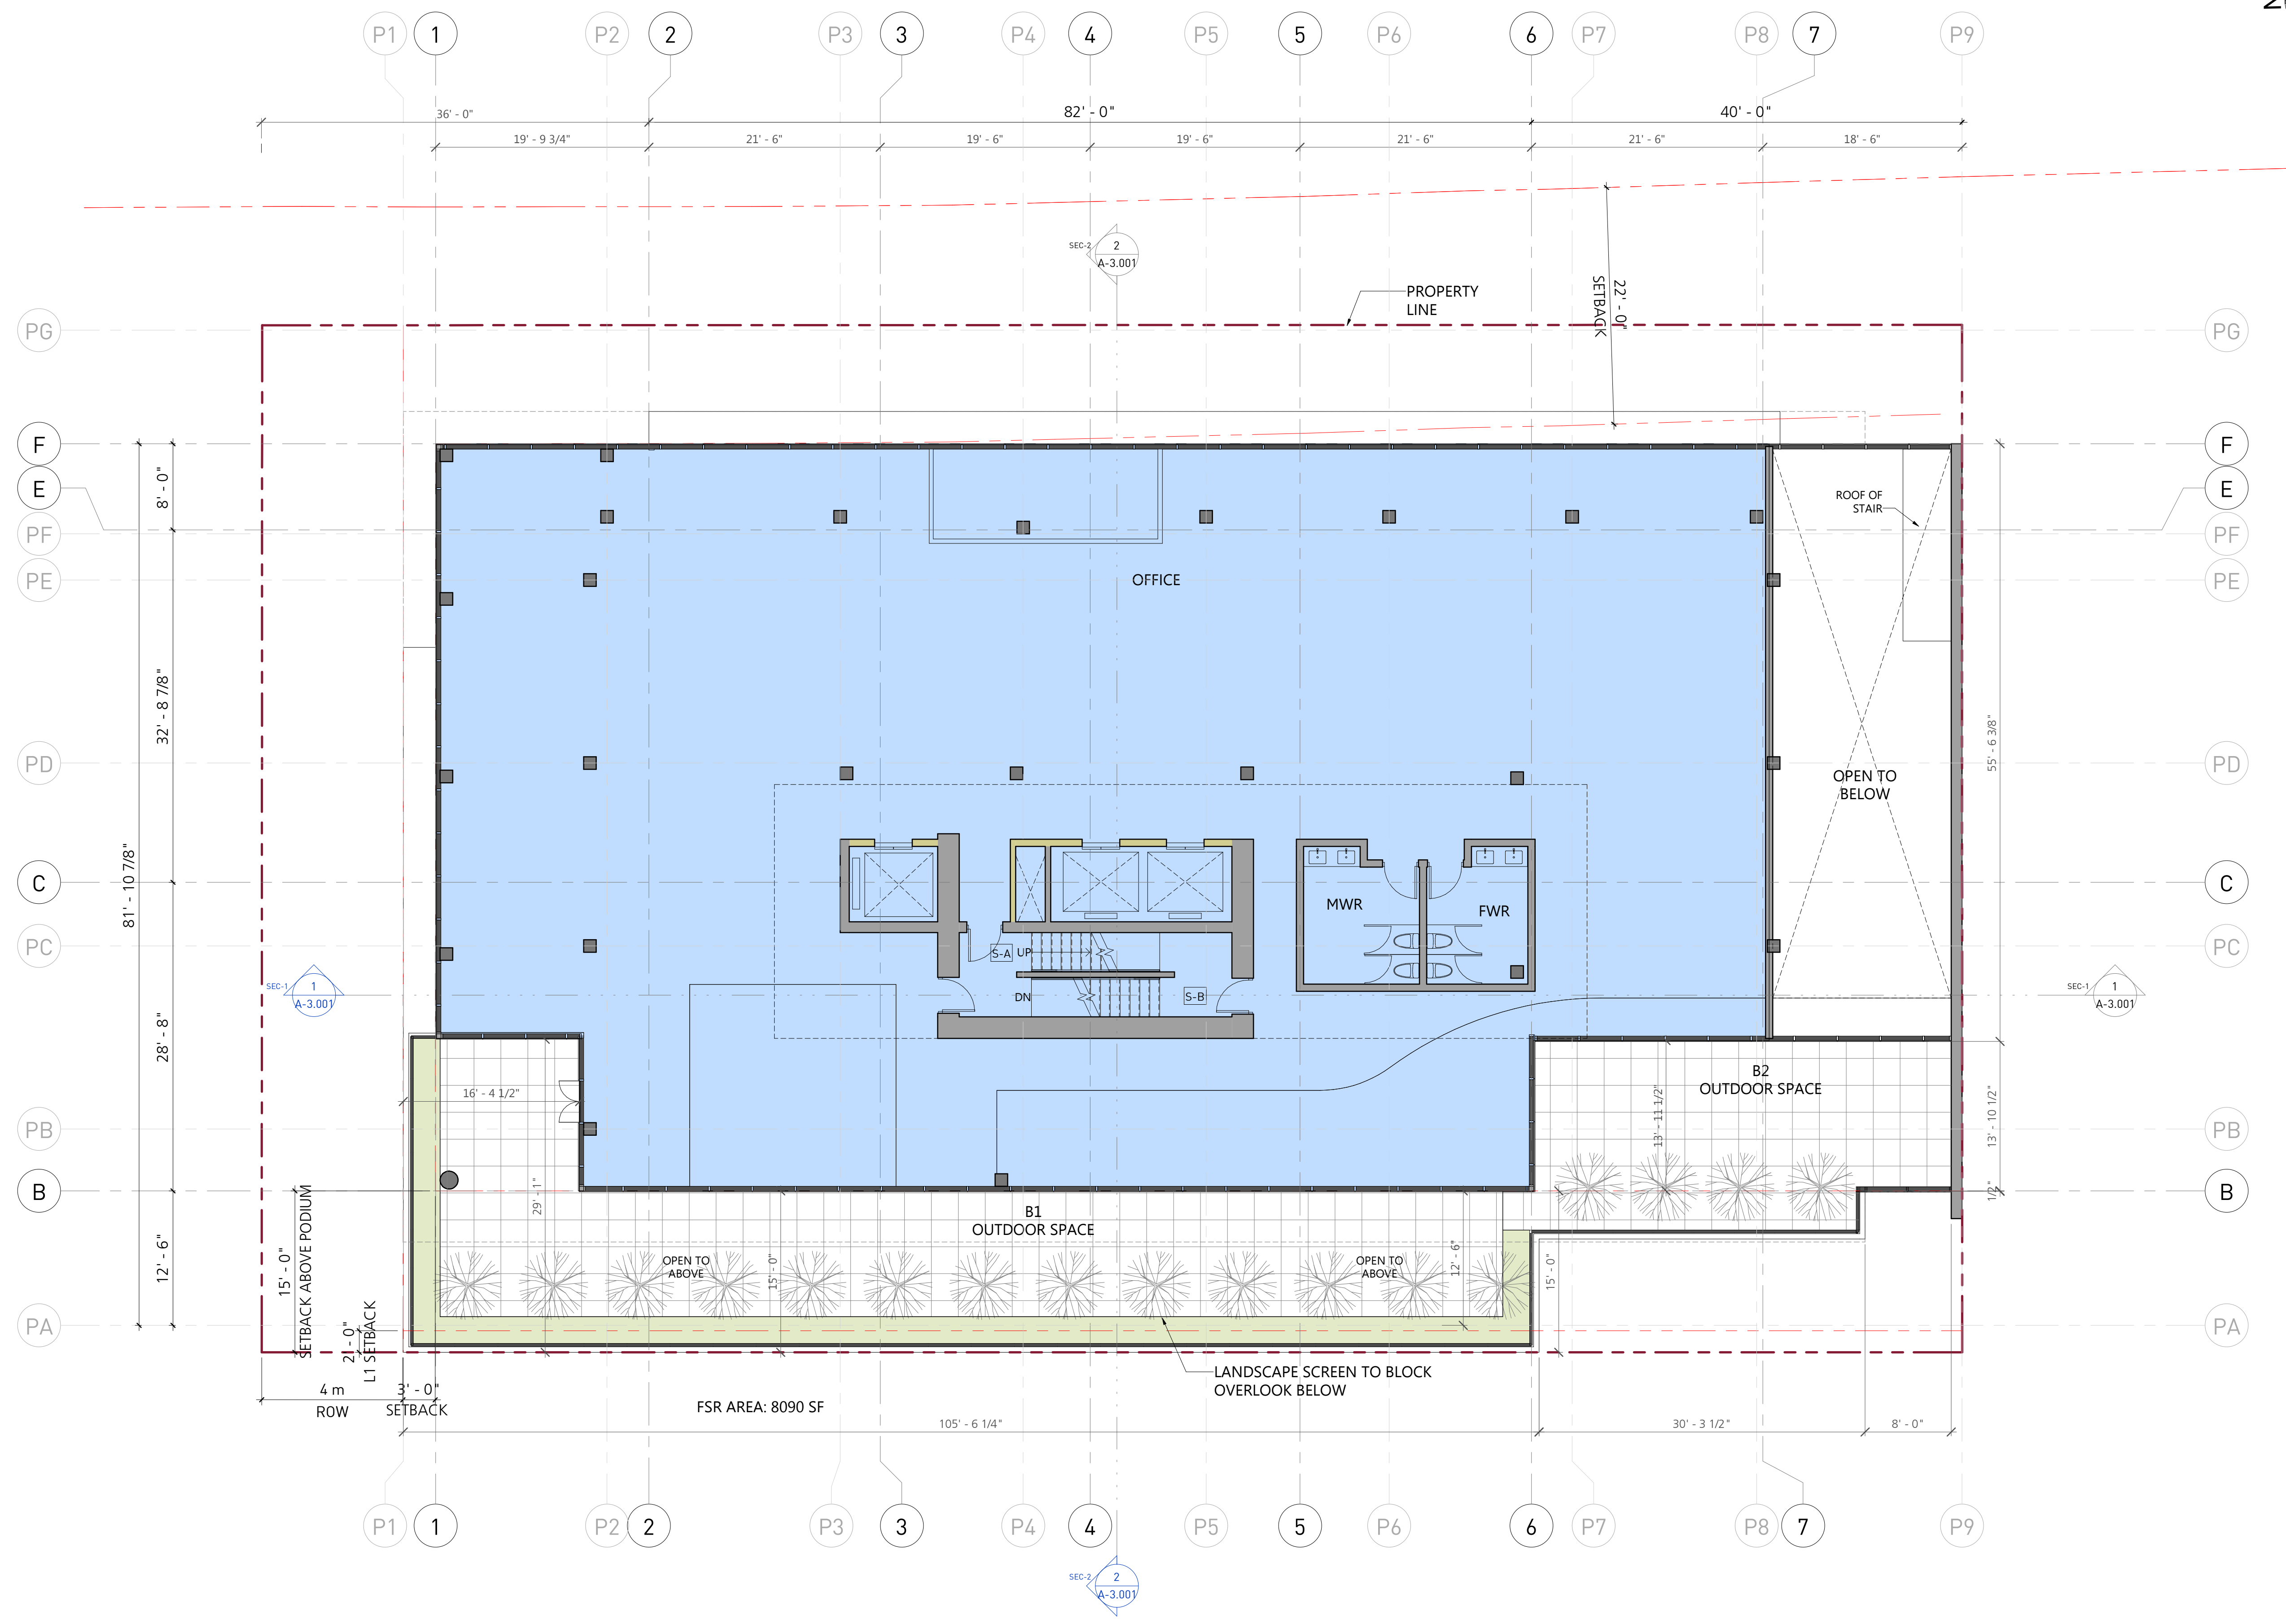 P1 1 P2 2 P3 3 P4 4 P5 5 P6 6 P7 P8 7 P9
36' - 0" 82' - 0" 40' - 0"
19' - 9 3/4" 21' - 6" 19' - 6" 19' - 6" 21' - 6" 21' - 6" 18' - 6"
SEC-2 2
A-3.001
PROPERTY
LINE
22' - 0"
SETBACK
PG PG
F F
E E
PF PF
PE PE
PD PD
C C
PC PC
PB PB
B B
PA PA
8' - 0"
32' - 8 7/8"
81' - 10 7/8"
28' - 8"
12' - 6"
ROOF OF
STAIR
OFFICE
55' - 6 3/8"
OPEN TO
BELOW
MWR
FWR
S-A UP
DN
S-B
SEC-1 1
A-3.001
SEC-1 1
A-3.001
16' - 4 1/2"
29' - 1"
B2
OUTDOOR SPACE
13' - 11 1/2"
13' - 10 1/2"
1/2"
B1
OUTDOOR SPACE
OPEN TO
ABOVE
15' - 0"
OPEN TO
ABOVE
12' - 6"
15' - 0"
15' - 0"
SETBACK ABOVE PODIUM
2' - 0"
L1 SETBACK
4 m
ROW
3' - 0"
SETBACK
LANDSCAPE SCREEN TO BLOCK
OVERLOOK BELOW
FSR AREA: 8090 SF
105' - 6 1/4" 30' - 3 1/2" 8' - 0"
P1 1 P2 2 P3 3 P4 4 P5 5 P6 6 P7 P8 7 P9
SEC-2 2
A-3.001